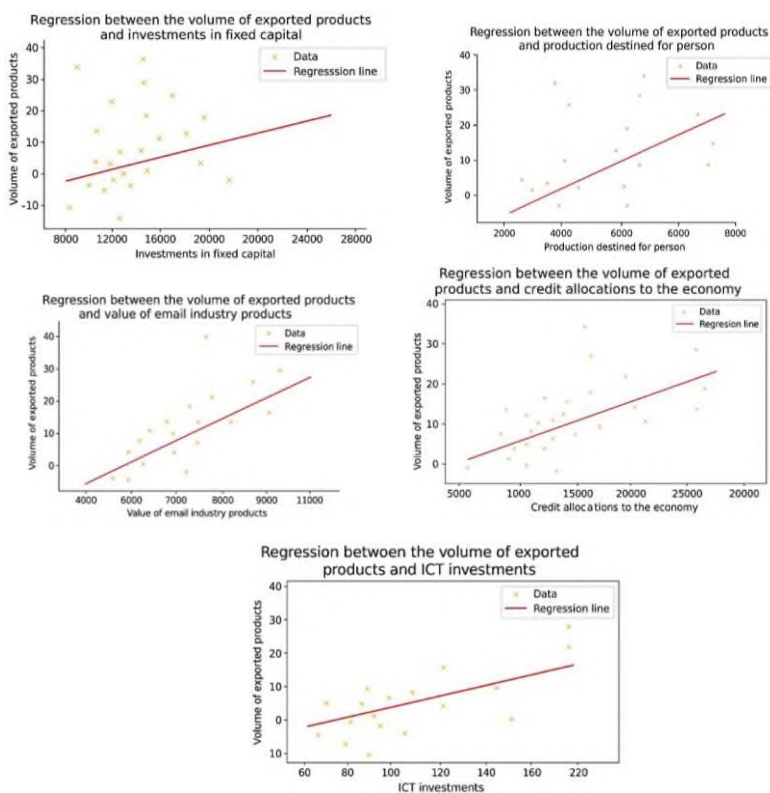 Regression between the volume of exported products
and investments in fixed capital
Volume of exported products
40
30
20
10
0
-10
Data
Regresssion line
8000 12000 16000 20000 20000 24000 28000
Investments in fixed capital
Regression between the volume of exported products
and production destined for person
Volume of exported products
40
30
20
10
0
Data
Regression line
2000 4000 6000 6000 8000
Production destined for person
Regression between the volume of exported products
and value of email industry products
Volume of exported products
40
30
20
10
0
Data
Regression line
4000 6000 7000 7000 9000 11000
Value of email industry products
Regression between the volume of exported
products and credit allocations to the economy
Volume of exported products
40
30
20
10
0
Data
Regresion line
5000 1000 15000 20000 25000 20000
Credit allocations to the economy
Regression betwoen the volume of exported
products and ICT investments
Volume of exported products
40
30
20
10
0
10
Data
Regression line
60 80 100 120 140 160 220
ICT investments